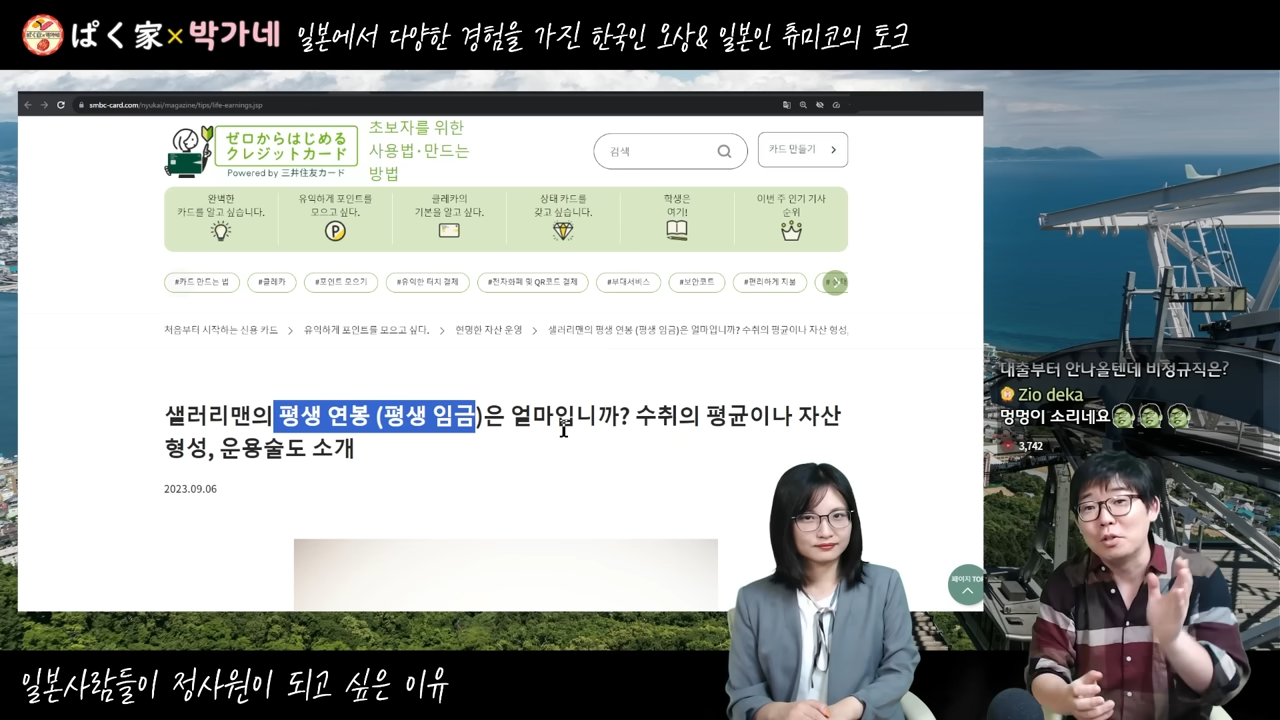 ぱく家×박가네 일본에서 다양한 경험을 가진 한국인 오상& 일본인 츄미코의 토크
smbc-card.com/nyukai/magazine/tips/life-earnings.jsp
ゼロからはじめる
クレジットカード
Powered by 三井住友カード
초보자를 위한
사용법·만드는
방법
검색
카드 만들기
완벽한
카드를 알고 싶습니다.
유익하게 포인트를
모으고 싶다.
클레카의
기본을 알고 싶다.
상태 카드를
갖고 싶습니다.
학생은
여기!
이번 주 인기 기사
순위
#카드 만드는 법
#클레카
#포인트 모으기
#유익한 터치 결제
#전자화폐 및 QR코드 결제
#부대서비스
#보안코드
#편리하게 지불
처음부터 시작하는 신용 카드 > 유익하게 포인트를 모으고 싶다. > 현명한 자산 운영 > 샐러리맨의 평생 연봉 (평생 임금)은 얼마입니까? 수취의 평균이나 자산 형성,
샐러리맨의 평생 연봉 (평생 임금)은 얼마입니까? 수취의 평균이나 자산
형성, 운용술도 소개
2023.09.06
대출부터 안나올텐데 비정규직은?
Zio deka
멍멍이 소리네요
3,742
페이지 TOP
일본사람들이 정사원이 되고 싶은 이유